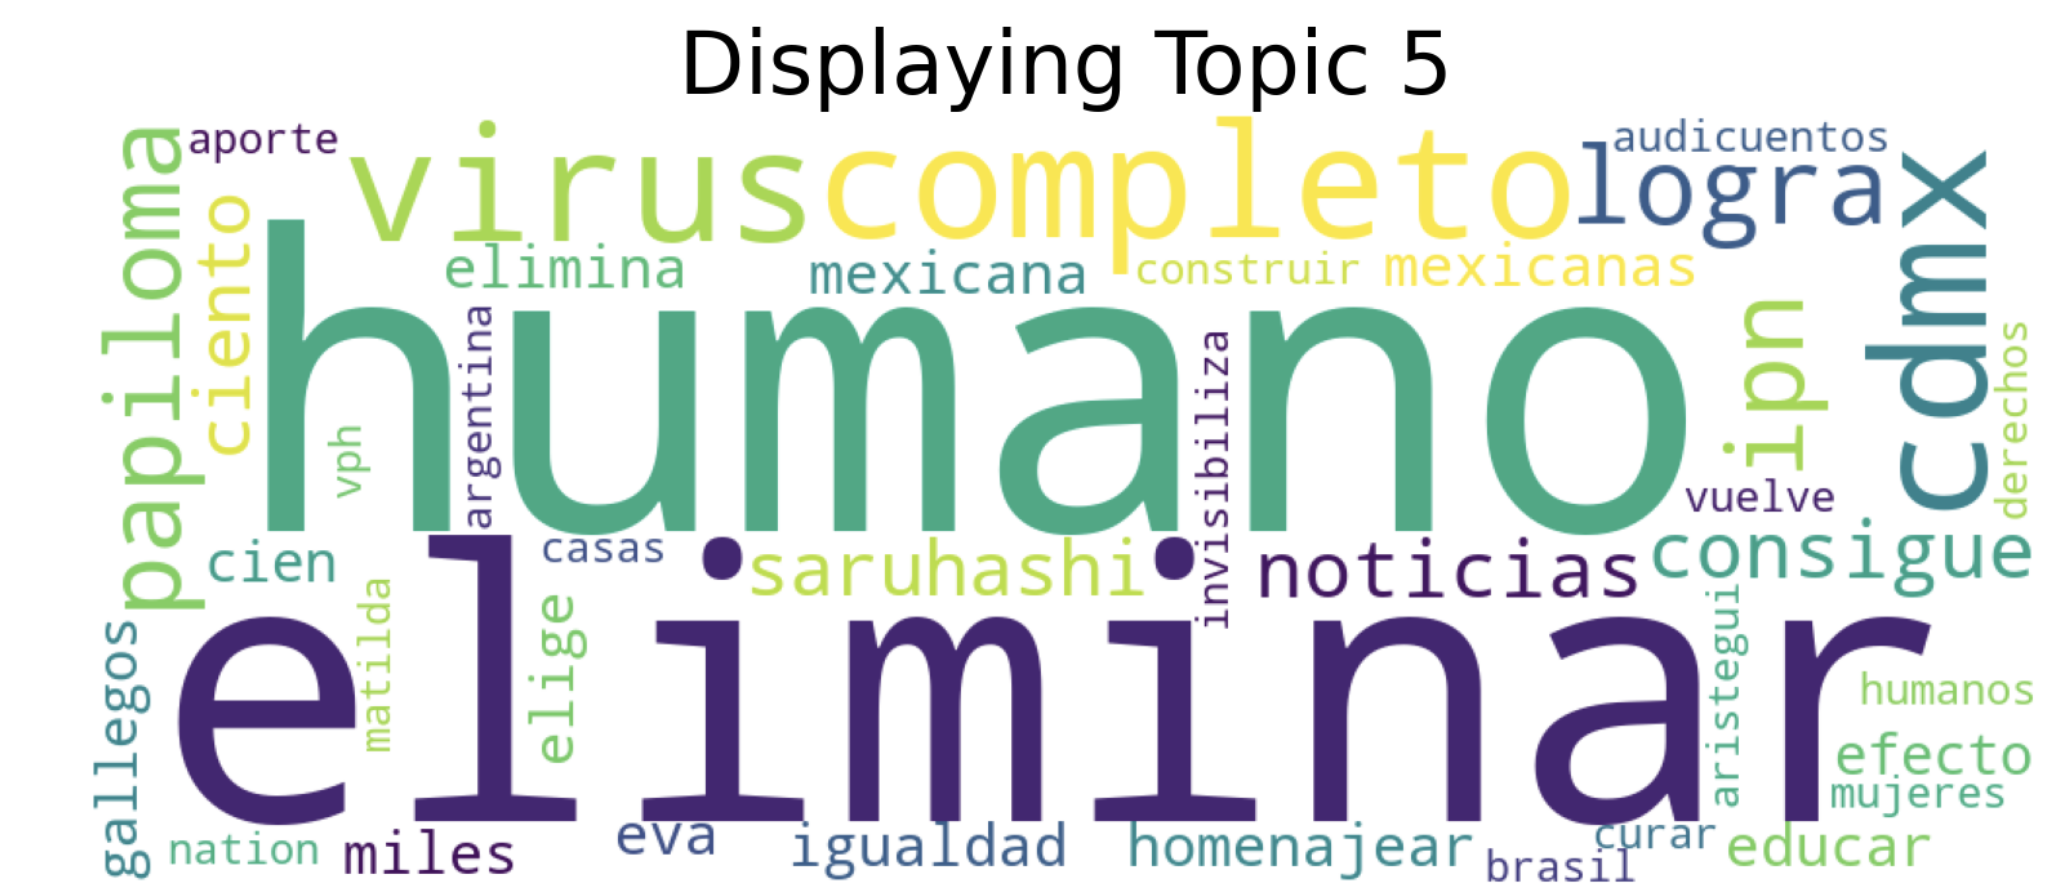 Displaying Topic 5
aporte
audicuentos
virus
completo
logra
papiloma
ciento
cdmx
elimina
mexicana
construir
mexicanas
humano
argentina
vph
invisibiliza
ipn
derechos
vuelve
cien
casas
saruhashi
noticias
consigue
eliminar
matilda
elige
aristegui
gallegos
humanos
efecto
mujeres
nation
miles
eva
igualdad
homenajear
brasil
curar
educar